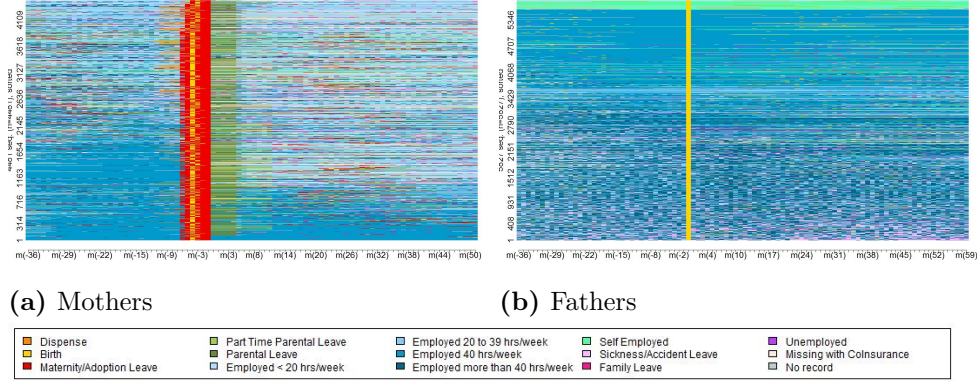 4109
3618
3127
2636
2145
1654
1163
716
314
1
m(-36) m(-29) m(-22) m(-15) m(-9) m(-3) m(3) m(8) m(14) m(20) m(26) m(32) m(38) m(44) m(50)
5346
4707
4068
3429
2790
2151
1512
931
408
1
m(-36) m(-29) m(-22) m(-15) m(-8) m(-2) m(4) m(10) m(17) m(24) m(31) m(38) m(45) m(52) m(59)
(a) Mothers
(b) Fathers
Dispense
Birth
Maternity/Adoption Leave
Part Time Parental Leave
Parental Leave
Employed < 20 hrs/week
Employed 20 to 39 hrs/week
Employed 40 hrs/week
Employed more than 40 hrs/week
Self Employed
Sickness/Accident Leave
Family Leave
Unemployed
Missing with CoInsurance
No record